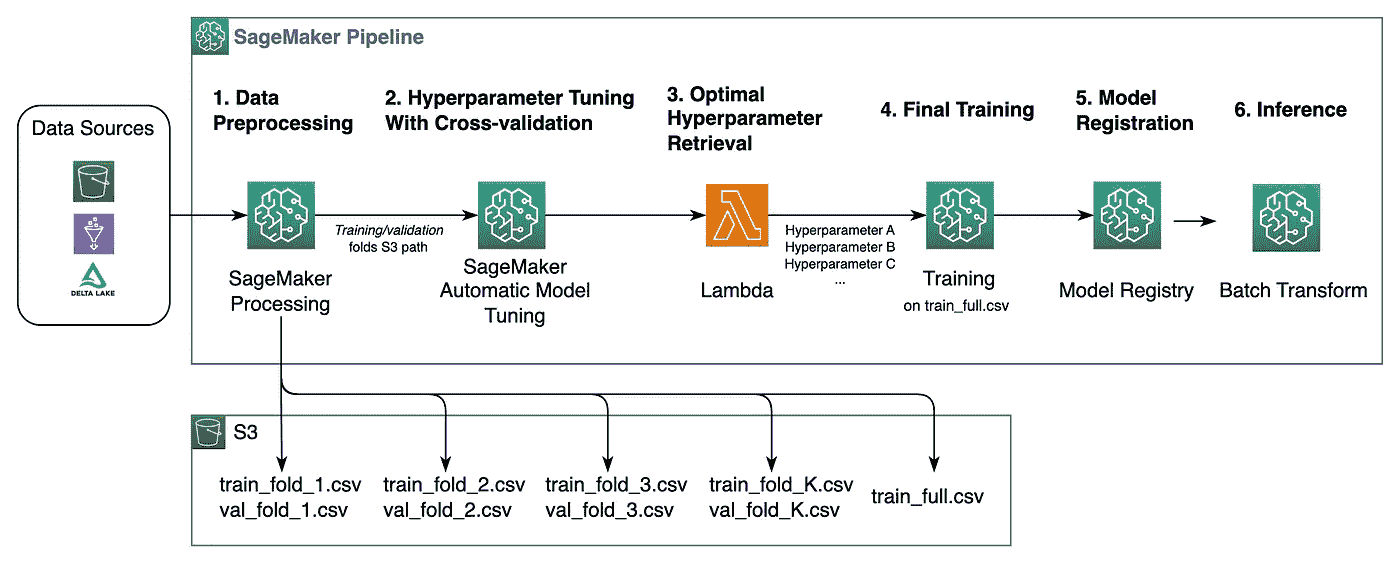 SageMaker Pipeline
1. Data
Preprocessing
2. Hyperparameter Tuning
With Cross-validation
3. Optimal
Hyperparameter
Retrieval
4. Final Training
5. Model
Registration
6. Inference
Data Sources
DELTA LAKE
SageMaker
Processing
Training/validation
folds S3 path
SageMaker
Automatic Model
Tuning
Lambda
Hyperparameter A
Hyperparameter B
Hyperparameter C
...
Training
on train_full.csv
Model Registry
Batch Transform
S3
train_fold_1.csv
val_fold_1.csv
train_fold_2.csv
val_fold_2.csv
train_fold_3.csv
val_fold_3.csv
train_fold_K.csv
val_fold_K.csv
train_full.csv